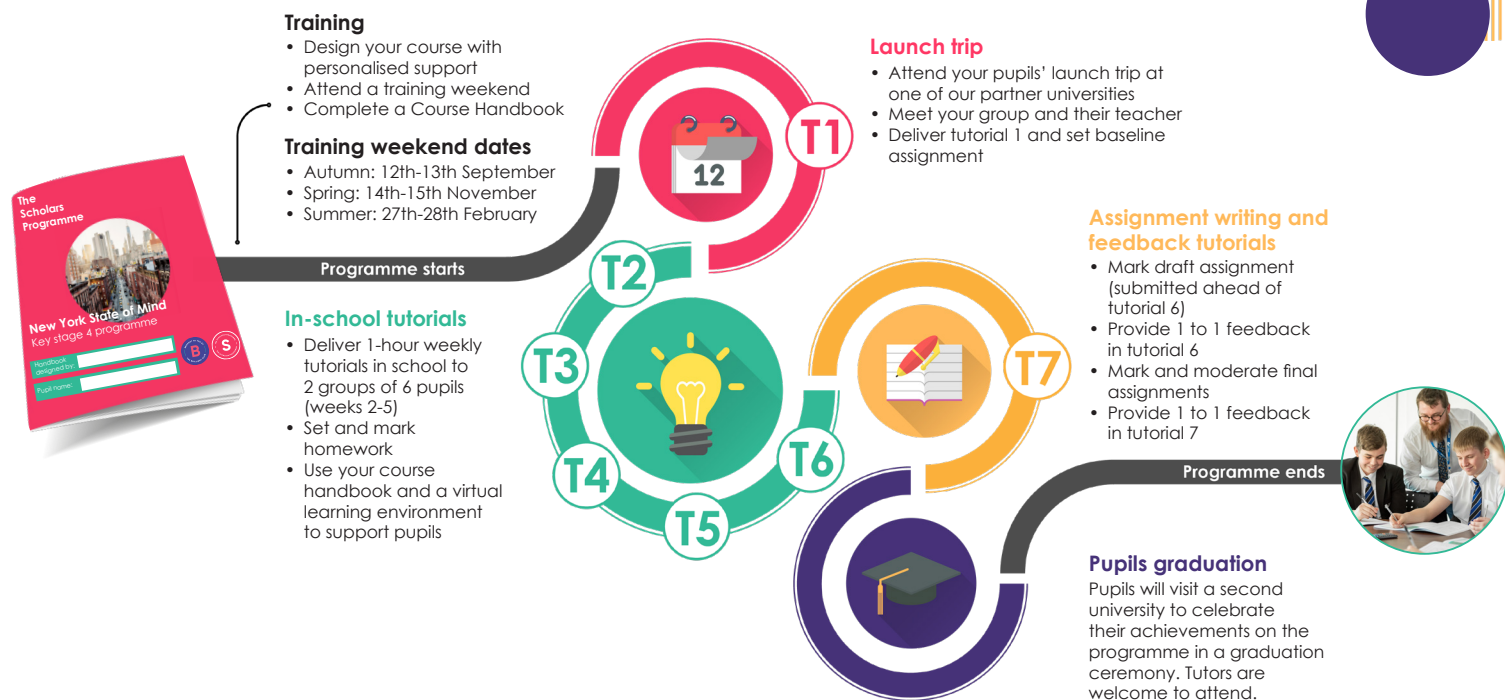 Training
• Design your course with
personalised support
• Attend a training weekend
• Complete a Course Handbook
Training weekend dates
• Autumn: 12th-13th September
• Spring: 14th-15th November
• Summer: 27th-28th February
The
Scholars
Programme
New York State of Mind
Key stage 4 programme
Handbook
designed by:
Pupil name:
B
S
Programme starts
12
T1
Launch trip
• Attend your pupils' launch trip at
one of our partner universities
• Meet your group and their teacher
• Deliver tutorial 1 and set baseline
assignment
In-school tutorials
• Deliver 1-hour weekly
tutorials in school to
2 groups of 6 pupils
(weeks 2-5)
• Set and mark
homework
• Use your course
handbook and a virtual
learning environment
to support pupils
T2
T3
T4
T5
T6
T7
Assignment writing and
feedback tutorials
• Mark draft assignment
(submitted ahead of
tutorial 6)
• Provide 1 to 1 feedback
in tutorial 6
• Mark and moderate final
assignments
• Provide 1 to 1 feedback
in tutorial 7
Programme ends
Pupils graduation
Pupils will visit a second
university to celebrate
their achievements on the
programme in a graduation
ceremony. Tutors are
welcome to attend.